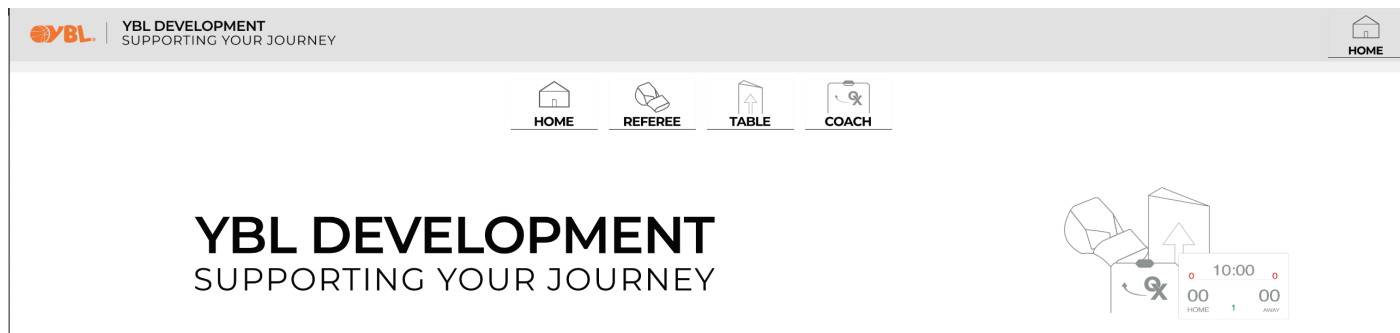 YBL.
YBL DEVELOPMENT
SUPPORTING YOUR JOURNEY
HOME
HOME
REFEREE
TABLE
COACH
YBL DEVELOPMENT
SUPPORTING YOUR JOURNEY
0 10:00 0
00 00
HOME 1 AWAY